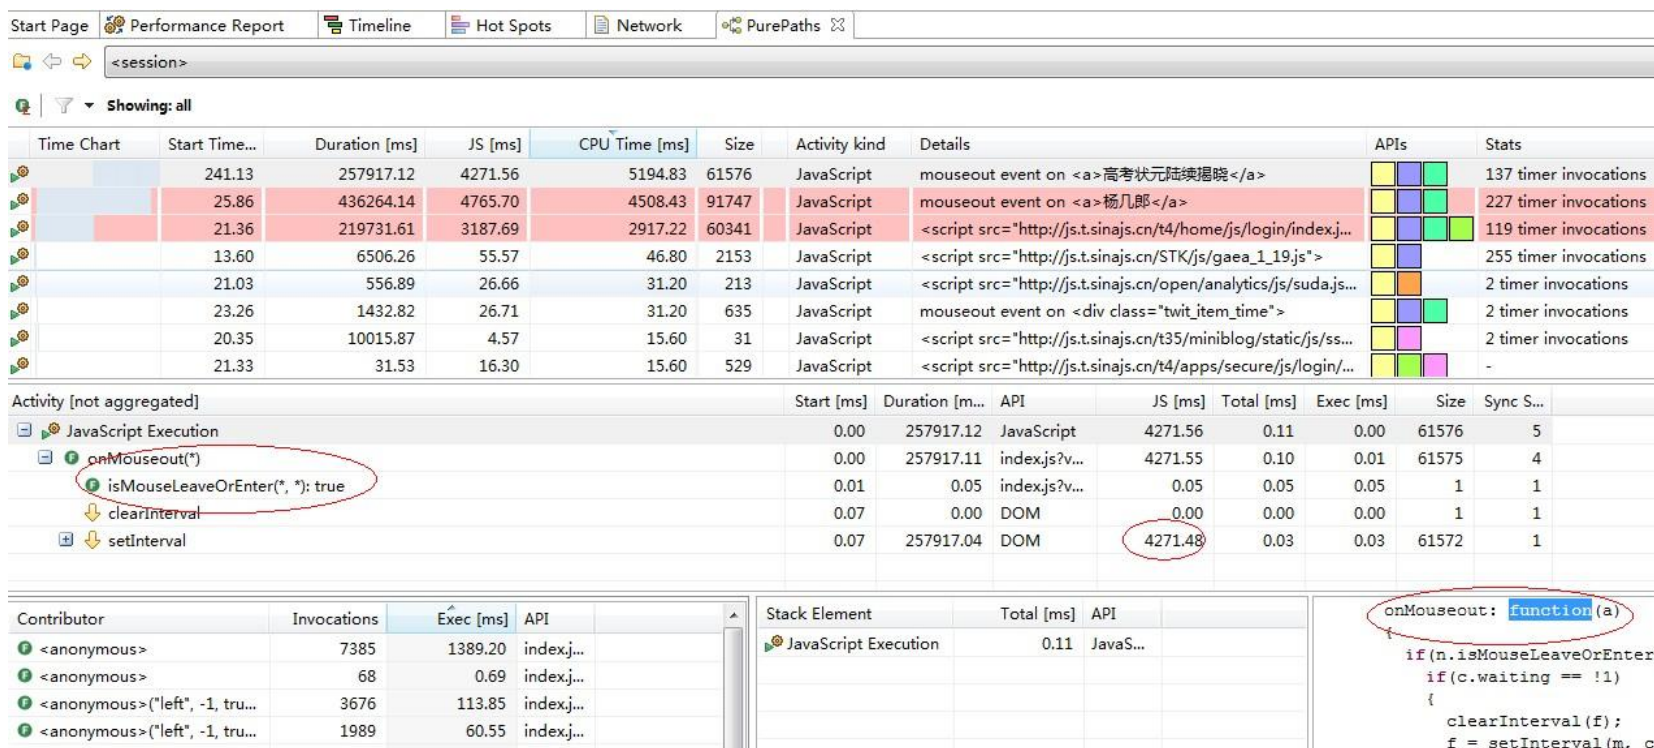 Start Page Performance Report Timeline Hot Spots Network PurePaths
<session>
Showing: all
Time Chart Start Time... Duration [ms] JS [ms] CPU Time [ms] Size Activity kind Details APIs Stats
241.13 257917.12 4271.56 5194.83 61576 JavaScript mouseout event on <a>高考状元陆续揭晓</a> 137 timer invocations
25.86 436264.14 4765.70 4508.43 91747 JavaScript mouseout event on <a>杨几郎</a> 227 timer invocations
21.36 219731.61 3187.69 2917.22 60341 JavaScript <script src="http://js.t.sinajs.cn/t4/home/js/login/index.j... 119 timer invocations
13.60 6506.26 55.57 46.80 2153 JavaScript <script src="http://js.t.sinajs.cn/STK/js/gaea_1_19.js"> 255 timer invocations
21.03 556.89 26.66 31.20 213 JavaScript <script src="http://js.t.sinajs.cn/open/analytics/js/suda.js... 2 timer invocations
23.26 1432.82 26.71 31.20 635 JavaScript mouseout event on <div class="twit_item_time"> 2 timer invocations
20.35 10015.87 4.57 15.60 31 JavaScript <script src="http://js.t.sinajs.cn/t35/miniblog/static/js/ss... 2 timer invocations
21.33 31.53 16.30 15.60 529 JavaScript <script src="http://js.t.sinajs.cn/t4/apps/secure/js/login/... -
Activity [not aggregated] Start [ms] Duration [m... API JS [ms] Total [ms] Exec [ms] Size Sync S...
JavaScript Execution 0.00 257917.12 JavaScript 4271.56 0.11 0.00 61576 5
onMouseout(*) 0.00 257917.11 index.js?v... 4271.55 0.10 0.01 61575 4
isMouseLeaveOrEnter(*, *): true 0.01 0.05 index.js?v... 0.05 0.05 0.05 1 1
clearInterval 0.07 0.00 DOM 0.00 0.00 0.00 1 1
setInterval 0.07 257917.04 DOM 4271.48 0.03 0.03 61572 1
Contributor Invocations Exec [ms] API
<anonymous> 7385 1389.20 index.j...
<anonymous> 68 0.69 index.j...
<anonymous>("left", -1, tru... 3676 113.85 index.j...
<anonymous>("left", -1, tru... 1989 60.55 index.j...
Stack Element Total [ms] API
JavaScript Execution 0.11 JavaS...
onMouseout: function(a)
{
if(n.isMouseLeaveOrEnter
if(c.waiting == !1)
{
clearInterval(f);
f = setInterval(m, c